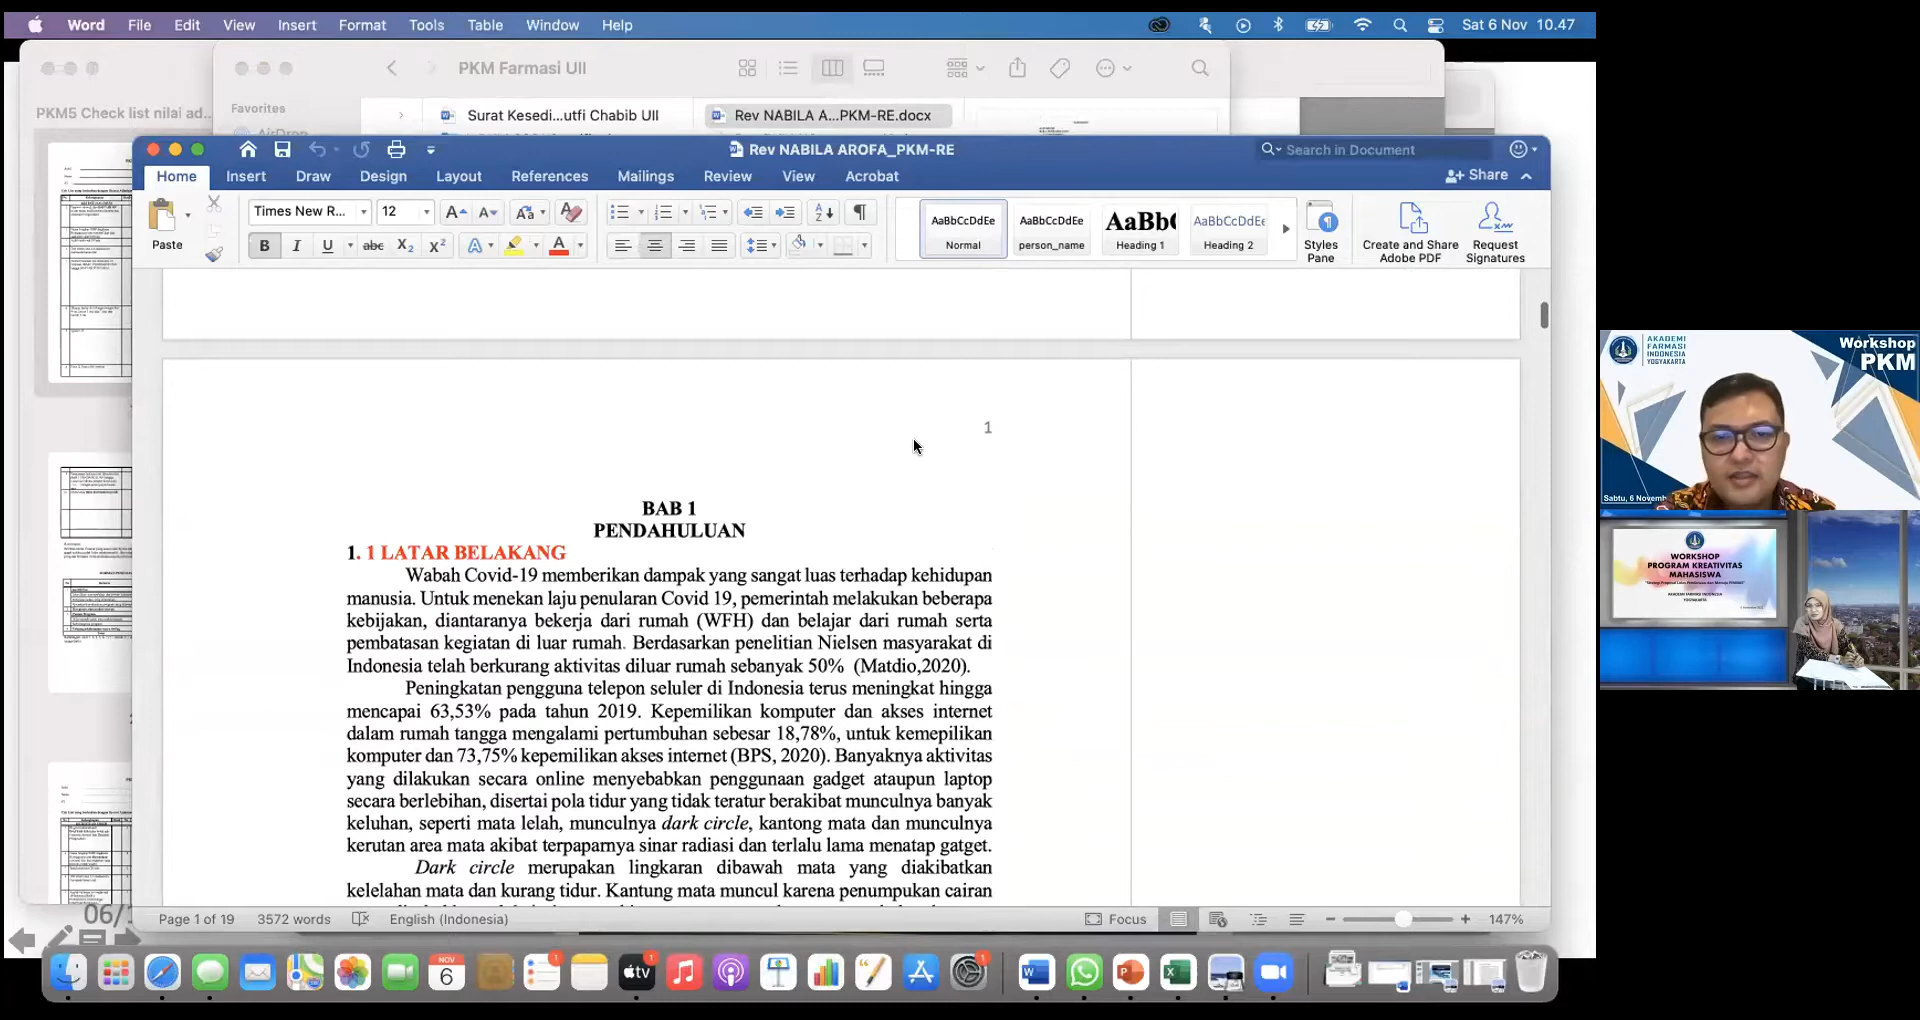 Word File Edit View Insert Format Tools Table Window Help Sat 6 Nov 10.47
PKM Farmasi UII
PKM5 Check list nilai ad...
Favorites
AirDrop
Surat Kesedi...utfi Chabib UII
Rev NABILA A...PKM-RE.docx
Rev NABILA AROFA_PKM-RE
Search in Document
Home Insert Draw Design Layout References Mailings Review View Acrobat
Share
Paste
Times New R... 12
AaBbCcDdEe Normal
AaBbCcDdEe person_name
AaBb( Heading 1
AaBbCcDdEe Heading 2
Styles Pane
Create and Share Adobe PDF
Request Signatures
1
BAB 1
PENDAHULUAN
1. 1 LATAR BELAKANG
Wabah Covid-19 memberikan dampak yang sangat luas terhadap kehidupan
manusia. Untuk menekan laju penularan Covid 19, pemerintah melakukan beberapa
kebijakan, diantaranya bekerja dari rumah (WFH) dan belajar dari rumah serta
pembatasan kegiatan di luar rumah. Berdasarkan penelitian Nielsen masyarakat di
Indonesia telah berkurang aktivitas diluar rumah sebanyak 50% (Matdio,2020).
Peningkatan pengguna telepon seluler di Indonesia terus meningkat hingga
mencapai 63,53% pada tahun 2019. Kepemilikan komputer dan akses internet
dalam rumah tangga mengalami pertumbuhan sebesar 18,78%, untuk kemepilikan
komputer dan 73,75% kepemilikan akses internet (BPS, 2020). Banyaknya aktivitas
yang dilakukan secara online menyebabkan penggunaan gadget ataupun laptop
secara berlebihan, disertai pola tidur yang tidak teratur berakibat munculnya banyak
keluhan, seperti mata lelah, munculnya dark circle, kantong mata dan munculnya
kerutan area mata akibat terpaparnya sinar radiasi dan terlalu lama menatap gatget.
Dark circle merupakan lingkaran dibawah mata yang diakibatkan
kelelahan mata dan kurang tidur. Kantung mata muncul karena penumpukan cairan
Page 1 of 19 3572 words English (Indonesia) Focus 147%
06/
NOV
6
tv
AKADEMI
FARMASI
INDONESIA
YOGYAKARTA
Workshop
PKM
Sabtu, 6 Novemb
WORKSHOP
PROGRAM KREATIVITAS
MAHASISWA
AKADEMI FARMASI INDONESIA
YOGYAKARTA